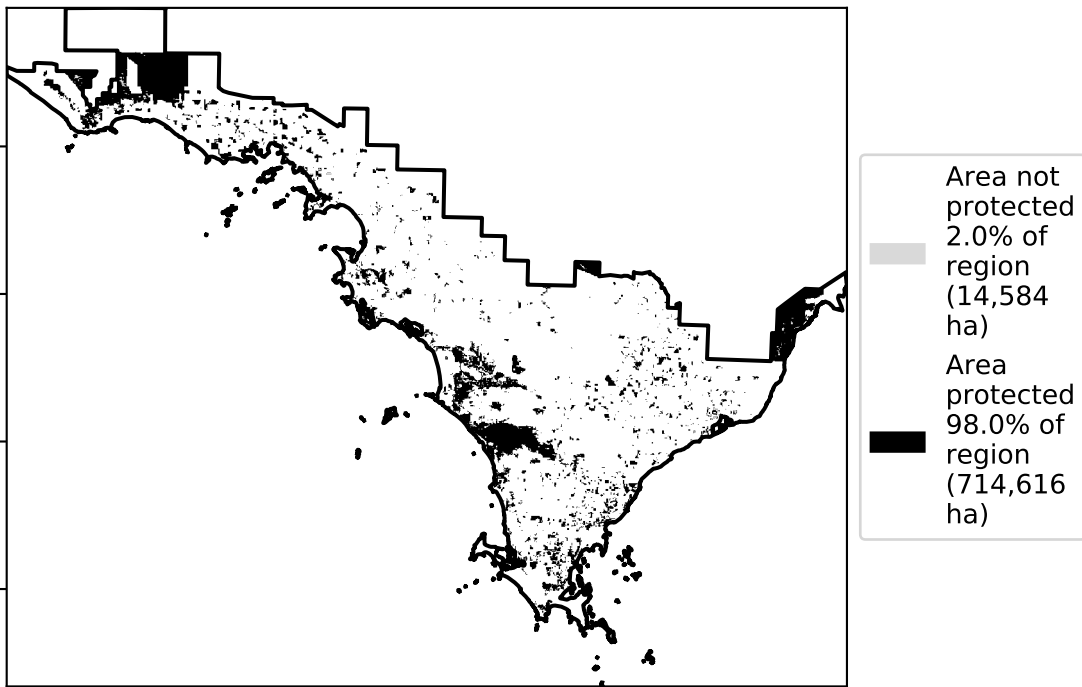 Area not
protected
2.0% of
region
(14,584
ha)
Area
protected
98.0% of
region
(714,616
ha)